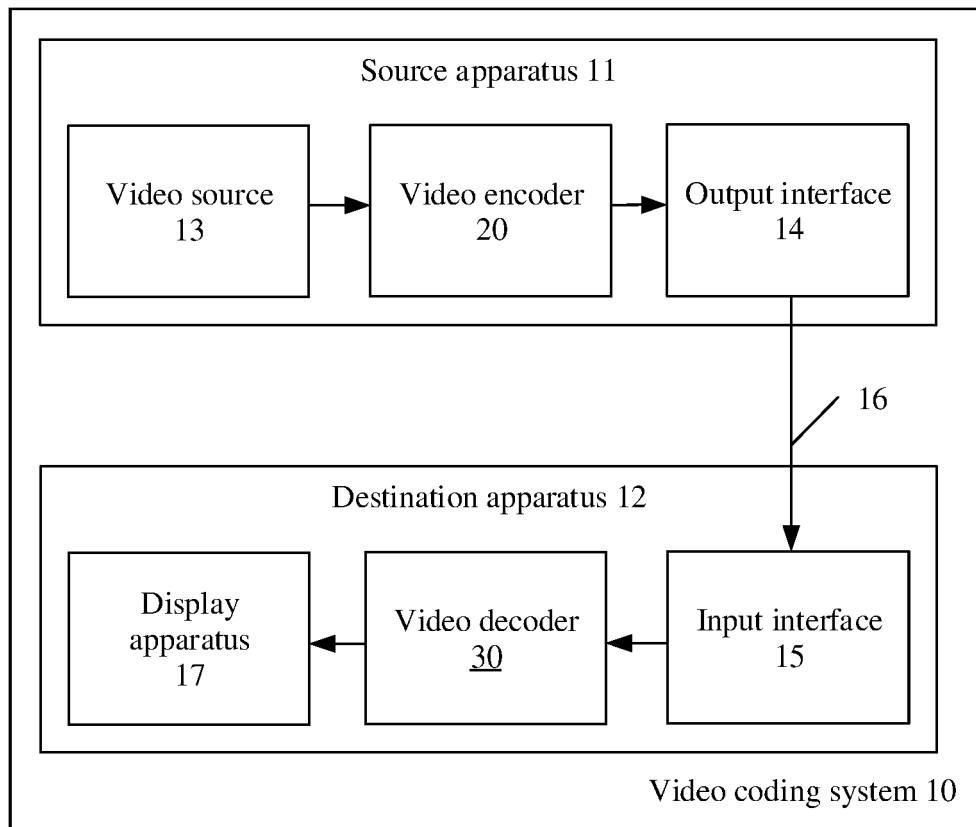 Source apparatus 11
Video source
13
Video encoder
20
Output interface
14
16
Destination apparatus 12
Display
apparatus
17
Video decoder
30
Input interface
15
Video coding system 10